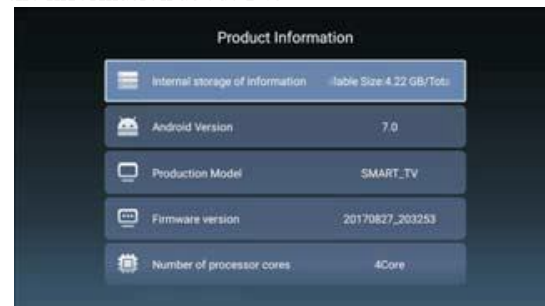 Product Information
Internal storage of information
lable Size:4.22 GB/Tota
Android Version
7.0
Production Model
SMART_TV
Firmware version
20170827_203253
Number of processor cores
4Core